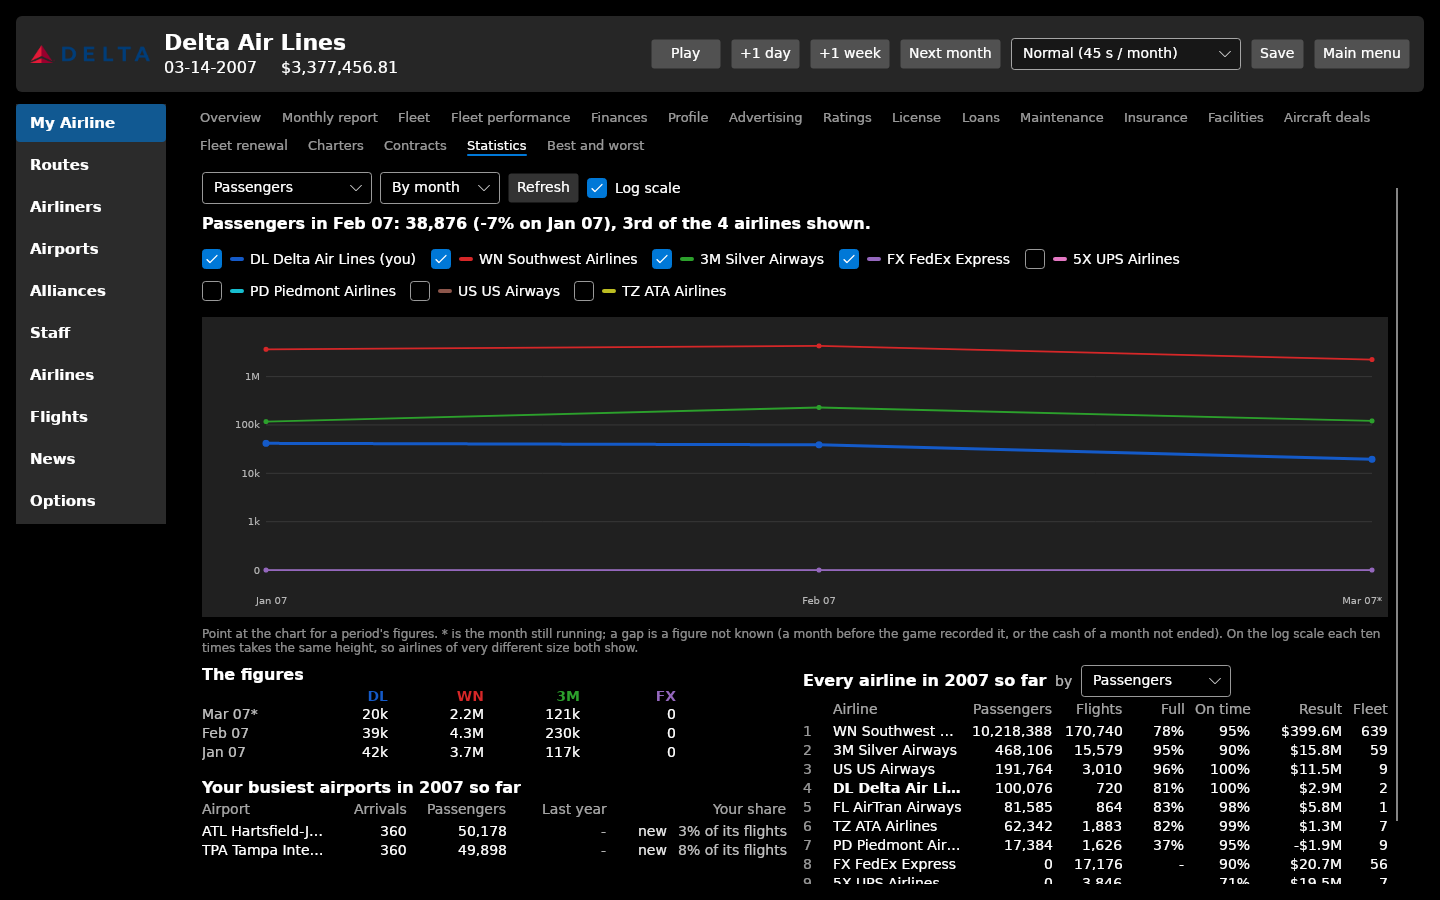 DELTA
Delta Air Lines
03-14-2007 $3,377,456.81
Play +1 day +1 week Next month Normal (45 s / month) Save Main menu
My Airline
Routes
Airliners
Airports
Alliances
Staff
Airlines
Flights
News
Options
Overview Monthly report Fleet Fleet performance Finances Profile Advertising Ratings License Loans Maintenance Insurance Facilities Aircraft deals
Fleet renewal Charters Contracts Statistics Best and worst
Passengers By month Refresh Log scale
Passengers in Feb 07: 38,876 (-7% on Jan 07), 3rd of the 4 airlines shown.
DL Delta Air Lines (you) WN Southwest Airlines 3M Silver Airways FX FedEx Express 5X UPS Airlines
PD Piedmont Airlines US US Airways TZ ATA Airlines
1M
100k
10k
1k
0
Jan 07 Feb 07 Mar 07*
Point at the chart for a period's figures. * is the month still running; a gap is a figure not known (a month before the game recorded it, or the cash of a month not ended). On the log scale each ten
times takes the same height, so airlines of very different size both show.
The figures
DL WN 3M FX
Mar 07* 20k 2.2M 121k 0
Feb 07 39k 4.3M 230k 0
Jan 07 42k 3.7M 117k 0
Your busiest airports in 2007 so far
Airport Arrivals Passengers Last year Your share
ATL Hartsfield-J... 360 50,178 - new 3% of its flights
TPA Tampa Inte... 360 49,898 - new 8% of its flights
Every airline in 2007 so far by Passengers
Airline Passengers Flights Full On time Result Fleet
1 WN Southwest ... 10,218,388 170,740 78% 95% $399.6M 639
2 3M Silver Airways 468,106 15,579 95% 90% $15.8M 59
3 US US Airways 191,764 3,010 96% 100% $11.5M 9
4 DL Delta Air Li... 100,076 720 81% 100% $2.9M 2
5 FL AirTran Airways 81,585 864 83% 98% $5.8M 1
6 TZ ATA Airlines 62,342 1,883 82% 99% $1.3M 7
7 PD Piedmont Air... 17,384 1,626 37% 95% -$1.9M 9
8 FX FedEx Express 0 17,176 - 90% $20.7M 56
9 5X UPS Airlines 0 3,846 71% $19.5M 7